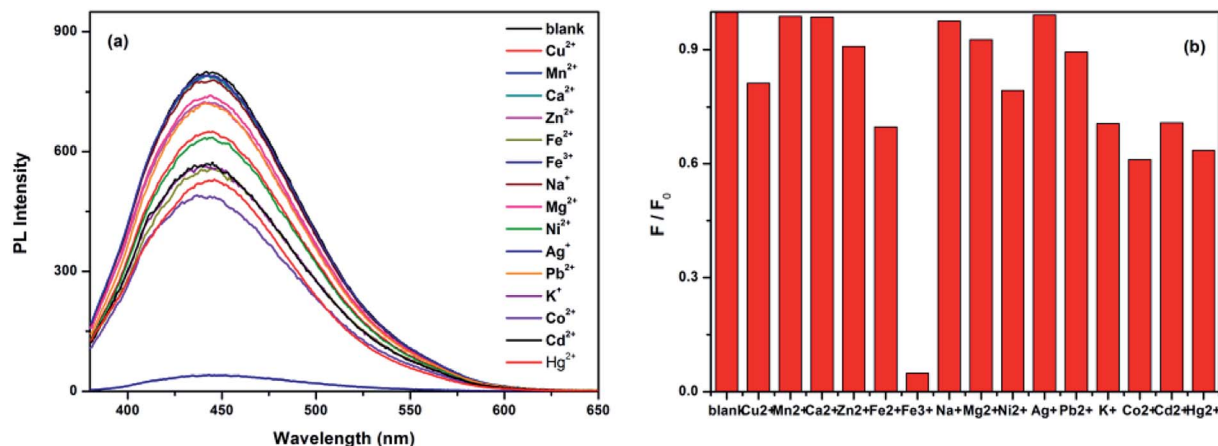 (a)
900
600
300
0
PL Intensity
400 450 500 550 600 650
Wavelength (nm)
blank
Cu2+
Mn2+
Ca2+
Zn2+
Fe2+
Fe3+
Na+
Mg2+
Ni2+
Ag+
Pb2+
K+
Co2+
Cd2+
Hg2+
(b)
0.9
0.6
0.3
0.0
F / F0
blank Cu2+ Mn2+ Ca2+ Zn2+ Fe2+ Fe3+ Na+ Mg2+ Ni2+ Ag+ Pb2+ K+ Co2+ Cd2+ Hg2+